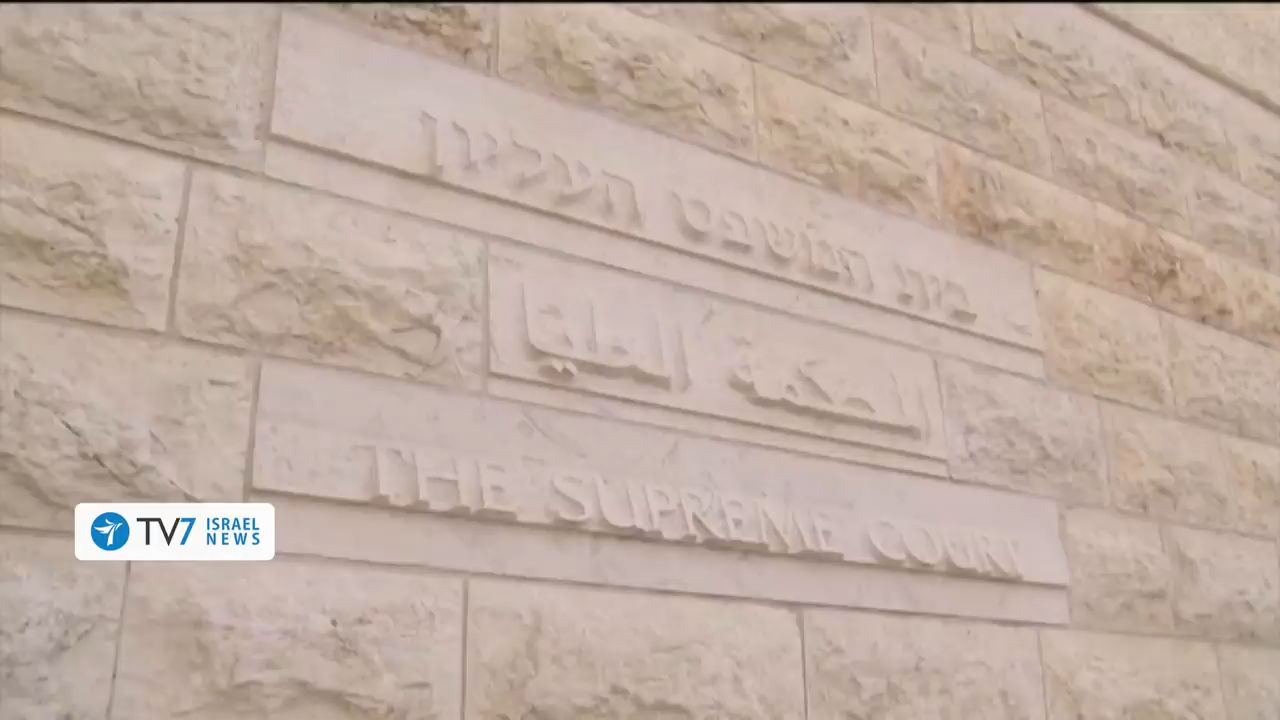 בית המשפט העליון
المحكمة العليا
THE SUPREME COURT
TV7 ISRAEL NEWS